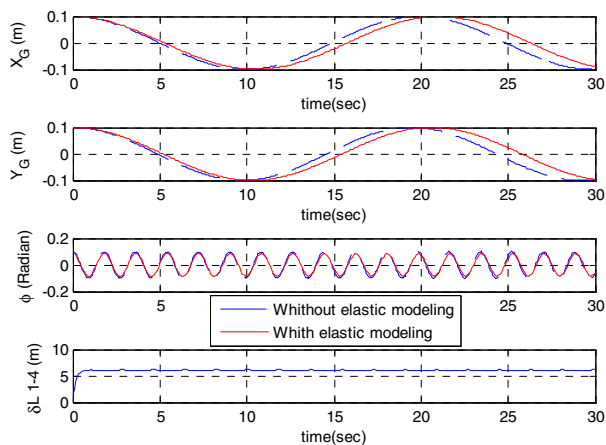 0.1
0
-0.1
X_G (m)
0 5 10 15 20 25 30
time(sec)
0.1
0
-0.1
Y_G (m)
0 5 10 15 20 25 30
time(sec)
0.2
0
-0.2
ϕ (Radian)
0 5 10 15 20 25 30
Whithout elastic modeling
Whith elastic modeling
10
5
0
δL 1-4 (m)
0 5 10 15 20 25 30
time(sec)